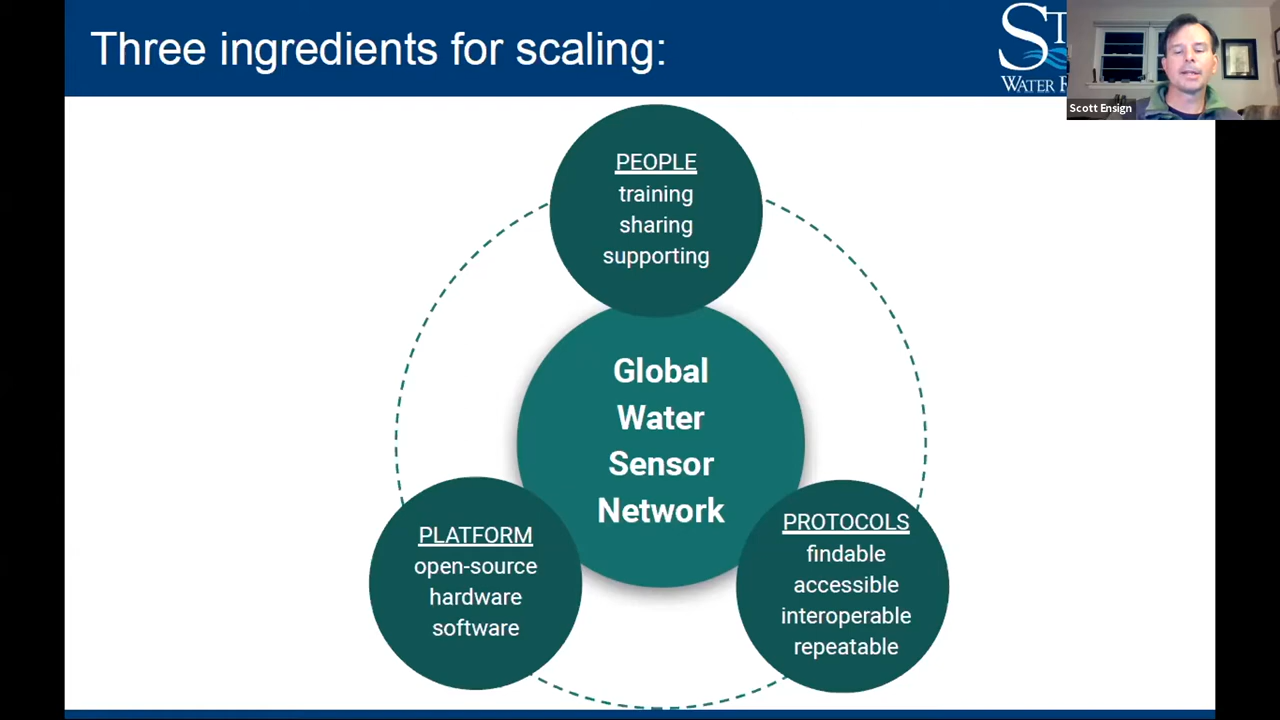 Three ingredients for scaling:
Scott Ensign
PEOPLE
training
sharing
supporting
Global
Water
Sensor
Network
PLATFORM
open-source
hardware
software
PROTOCOLS
findable
accessible
interoperable
repeatable
WATER